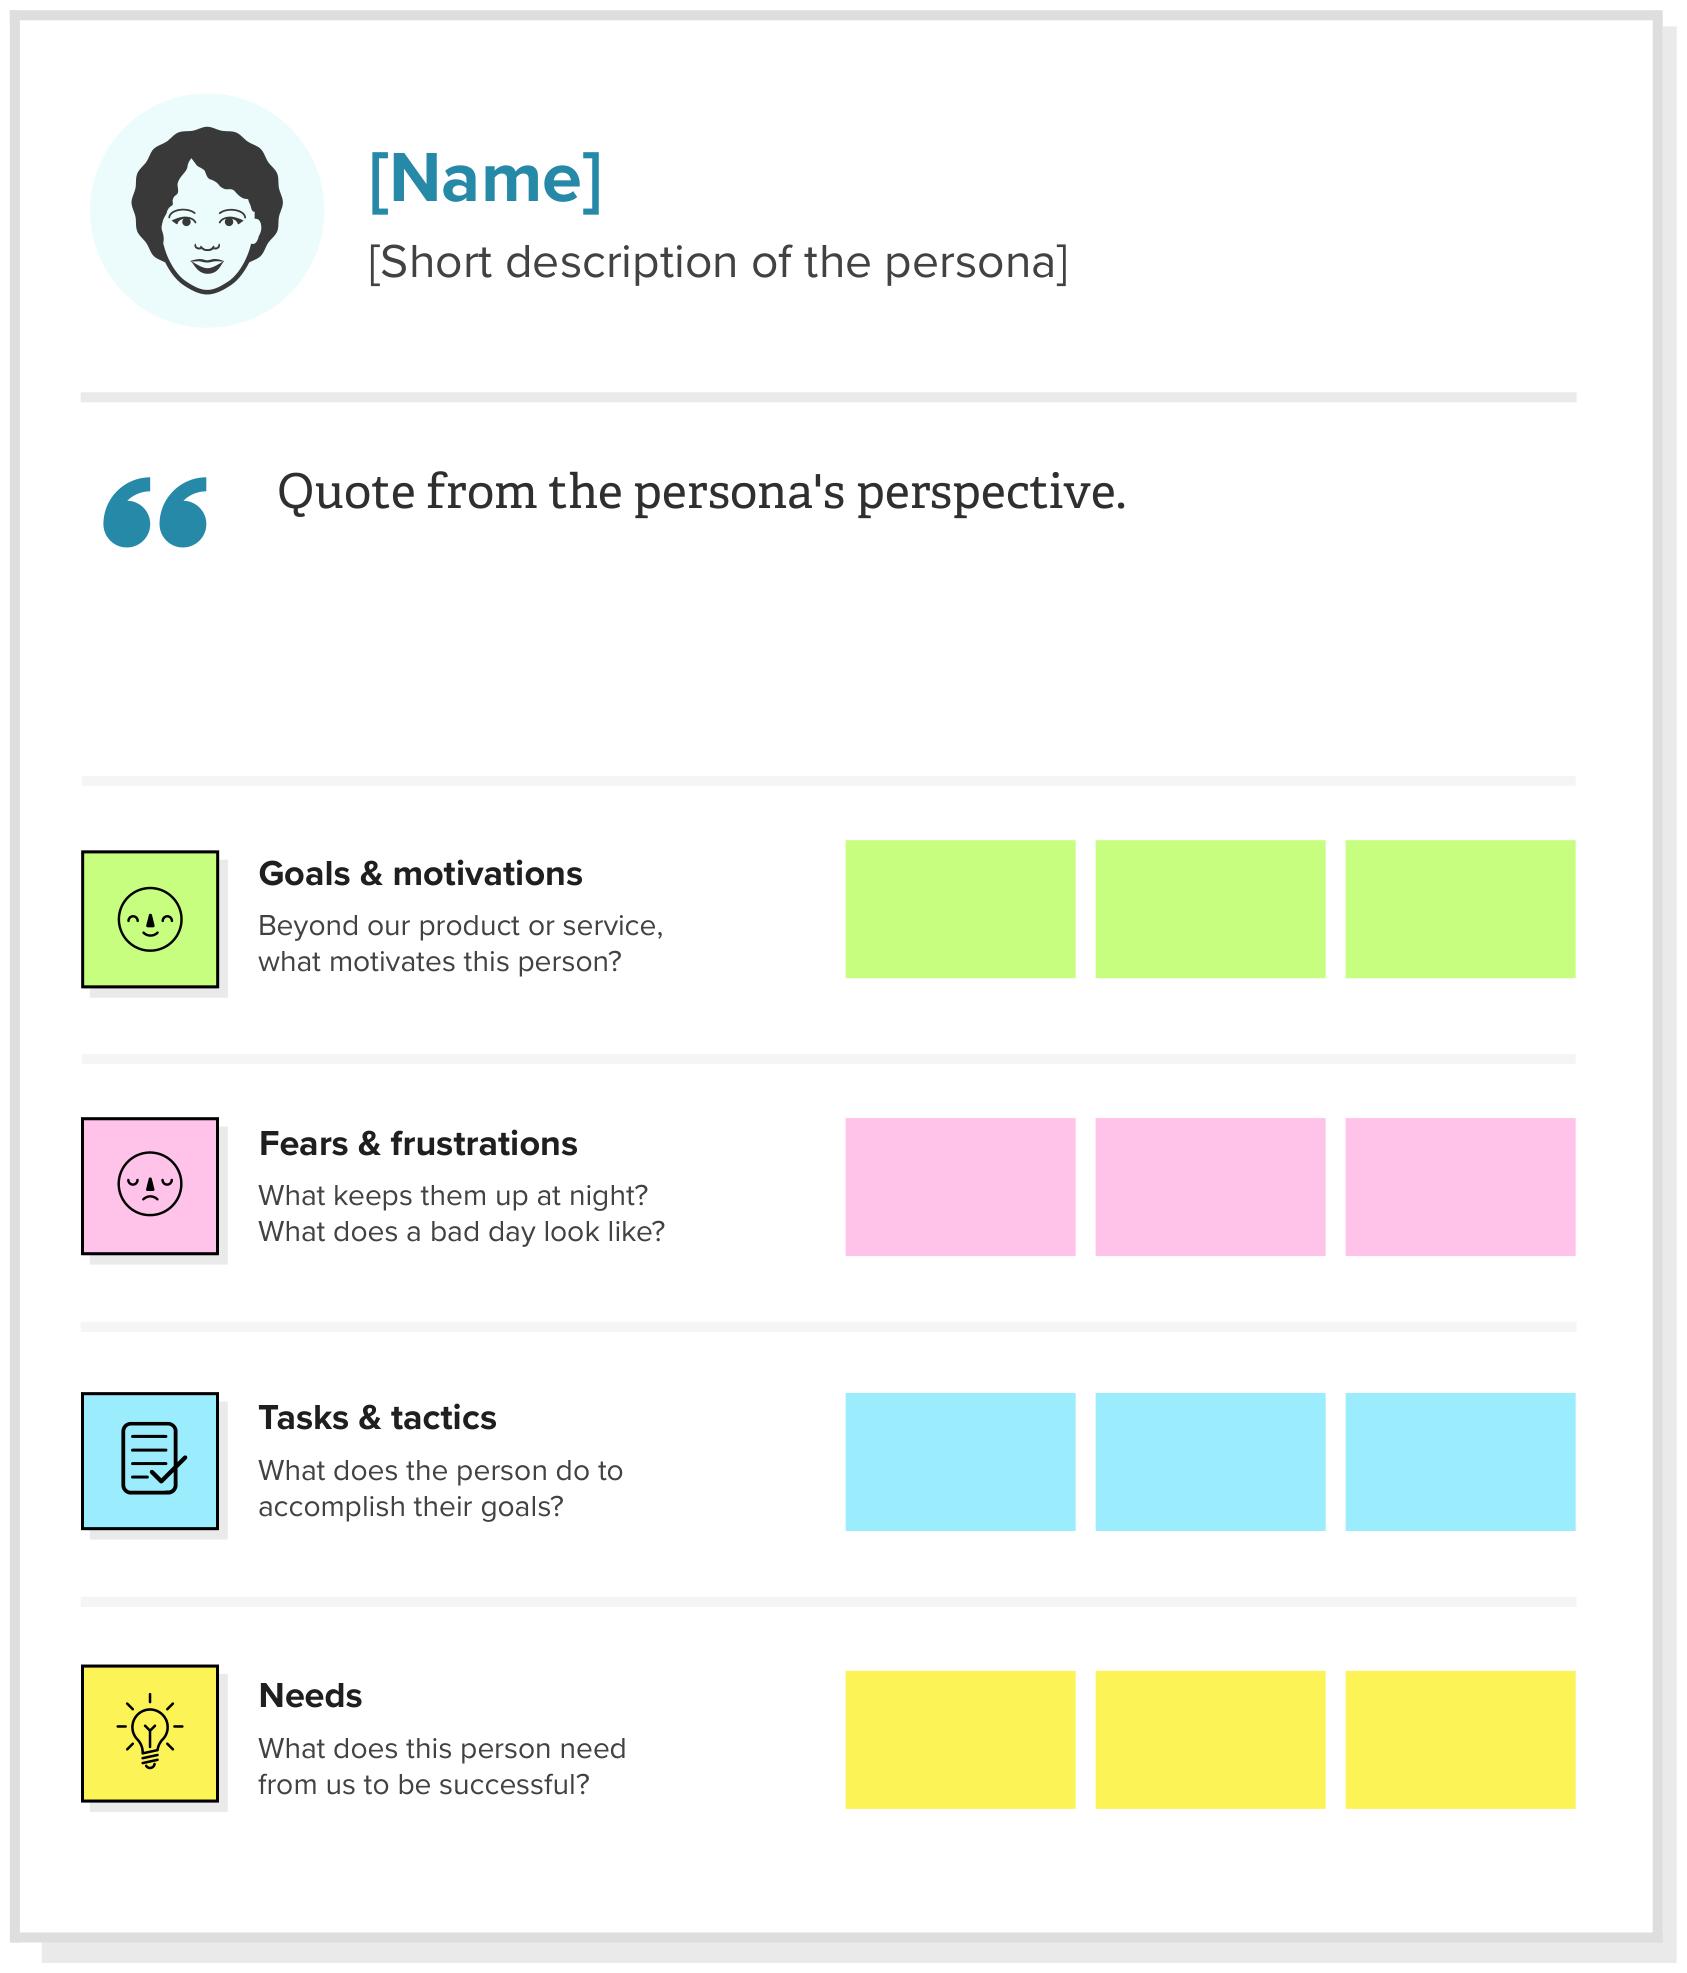 [Name]
[Short description of the persona]
Quote from the persona's perspective.
Goals & motivations
Beyond our product or service,
what motivates this person?
Fears & frustrations
What keeps them up at night?
What does a bad day look like?
Tasks & tactics
What does the person do to
accomplish their goals?
Needs
What does this person need
from us to be successful?